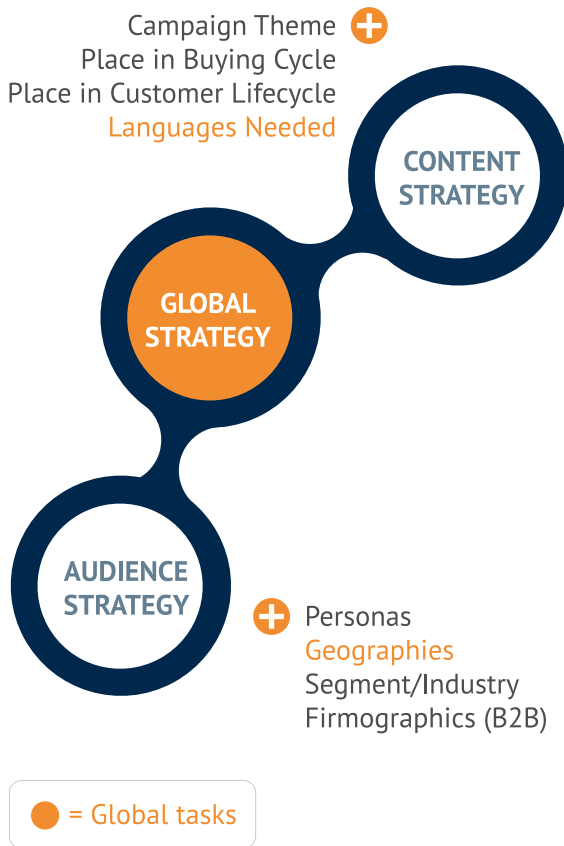 Campaign Theme
Place in Buying Cycle
Place in Customer Lifecycle
Languages Needed
CONTENT
STRATEGY
GLOBAL
STRATEGY
AUDIENCE
STRATEGY
Personas
Geographies
Segment/Industry
Firmographics (B2B)
= Global tasks